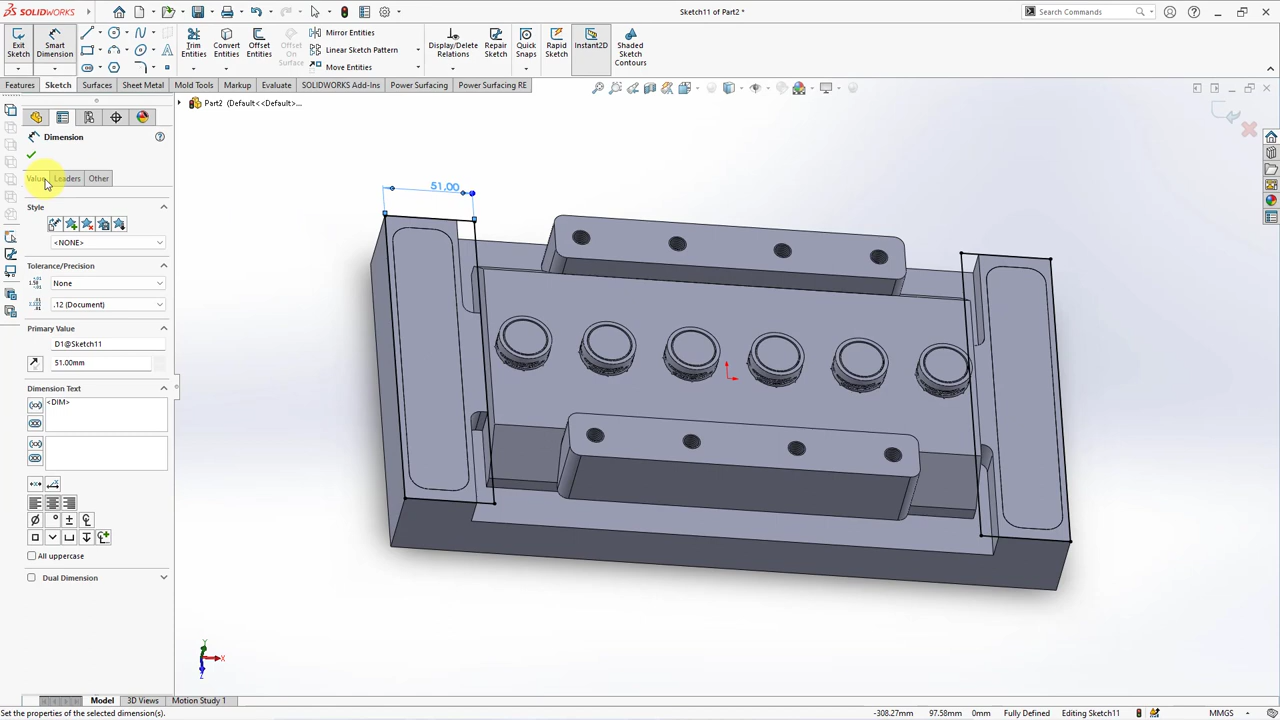 SOLIDWORKS
Sketch11 of Part2 *
Search Commands
Exit Sketch
Smart Dimension
Trim Entities
Convert Entities
Offset Entities
Offset On Surface
Mirror Entities
Linear Sketch Pattern
Move Entities
Display/Delete Relations
Repair Sketch
Quick Snaps
Rapid Sketch
Instant2D
Shaded Sketch Contours
Features
Sketch
Surfaces
Sheet Metal
Mold Tools
Markup
Evaluate
SOLIDWORKS Add-Ins
Power Surfacing
Power Surfacing RE
Part2 (Default<<Default>...
Dimension
Value
Leaders
Other
Style
<NONE>
Tolerance/Precision
None
.12 (Document)
Primary Value
D1@Sketch11
51.00mm
Dimension Text
<DIM>
All uppercase
Dual Dimension
51,00
X
Y
Z
Model
3D Views
Motion Study 1
Set the properties of the selected dimension(s).
-308.27mm
97.58mm
0mm
Fully Defined
Editing Sketch11
MMGS